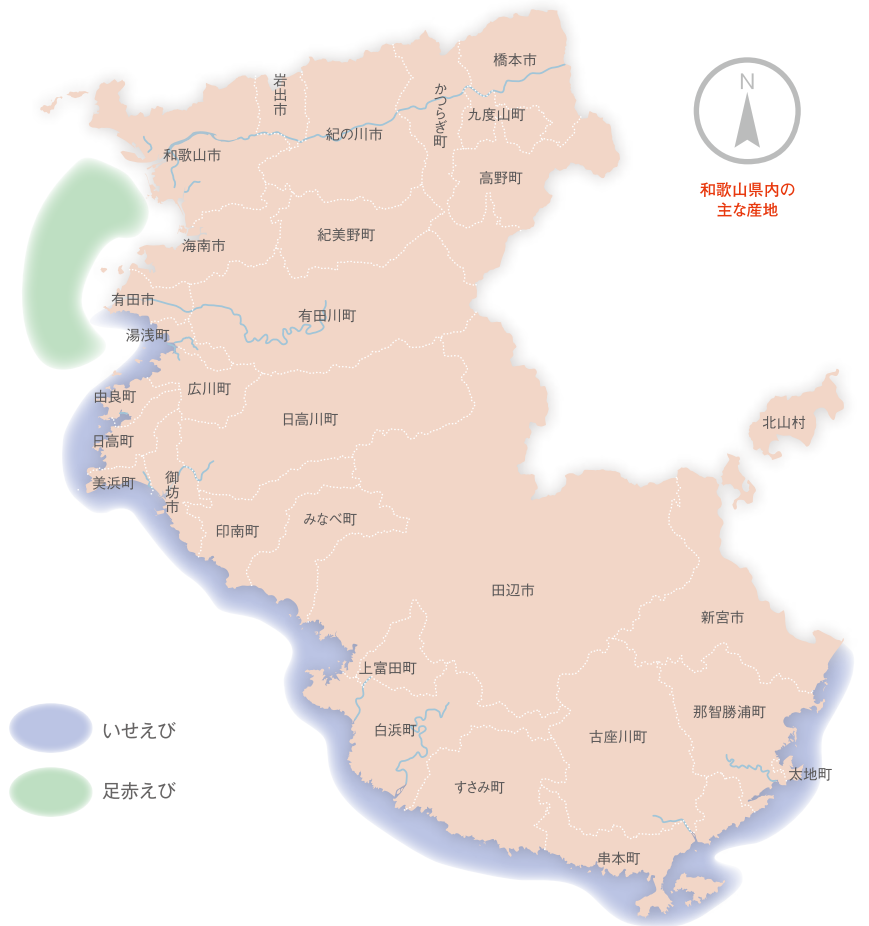 橋本市
岩出市
かつらぎ町
九度山町
紀の川市
和歌山市
高野町
N
和歌山県内の
主な産地
紀美野町
海南市
有田市
有田川町
湯浅町
広川町
由良町
日高川町
北山村
日高町
美浜町
御坊市
みなべ町
印南町
田辺市
新宮市
上富田町
那智勝浦町
白浜町
古座川町
太地町
すさみ町
串本町
いせえび
足赤えび